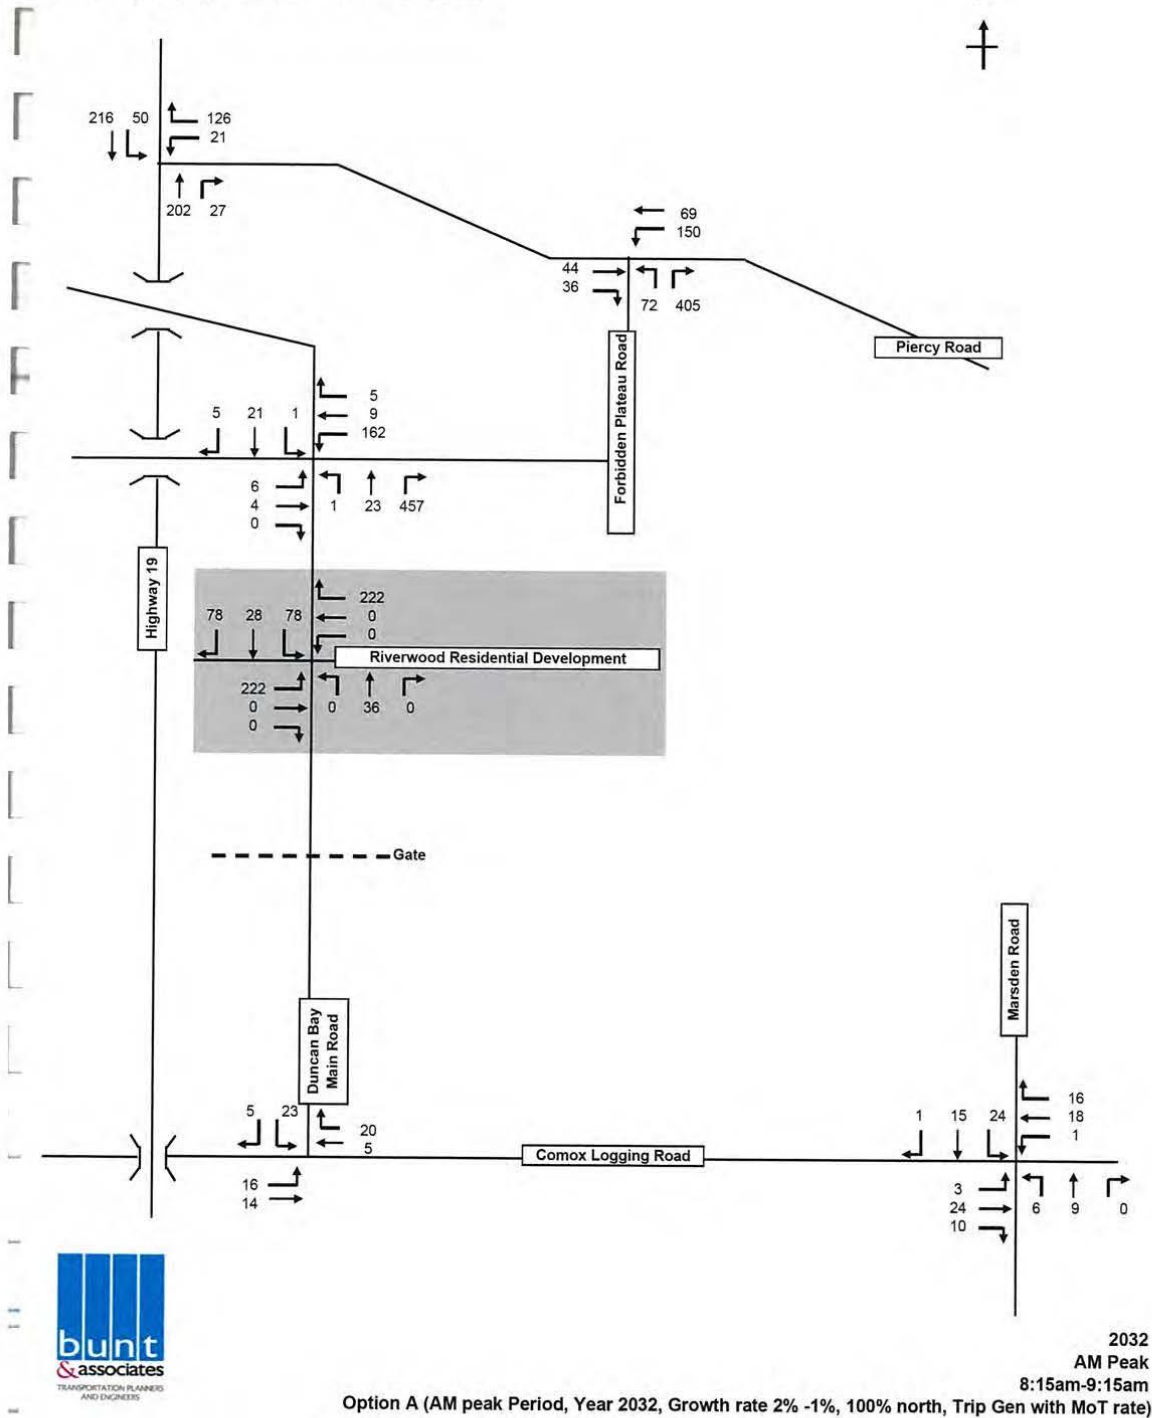 216 50 126
21
202 27
69
150
44
36
72 405
Piercy Road
Forbidden Plateau Road
5
5 21 1 9
162
6
4 1 23 457
0
Highway 19
222
78 28 78 0
0
Riverwood Residential Development
222
0 0 36 0
0
Gate
Marsden Road
Duncan Bay
Main Road
5 23
20
5
Comox Logging Road
16
14
16
1 15 24 18
1
3
24 6 9 0
10
bunt
&associates
TRANSPORTATION PLANNERS
AND ENGINEERS
2032
AM Peak
8:15am-9:15am
Option A (AM peak Period, Year 2032, Growth rate 2% -1%, 100% north, Trip Gen with MoT rate)